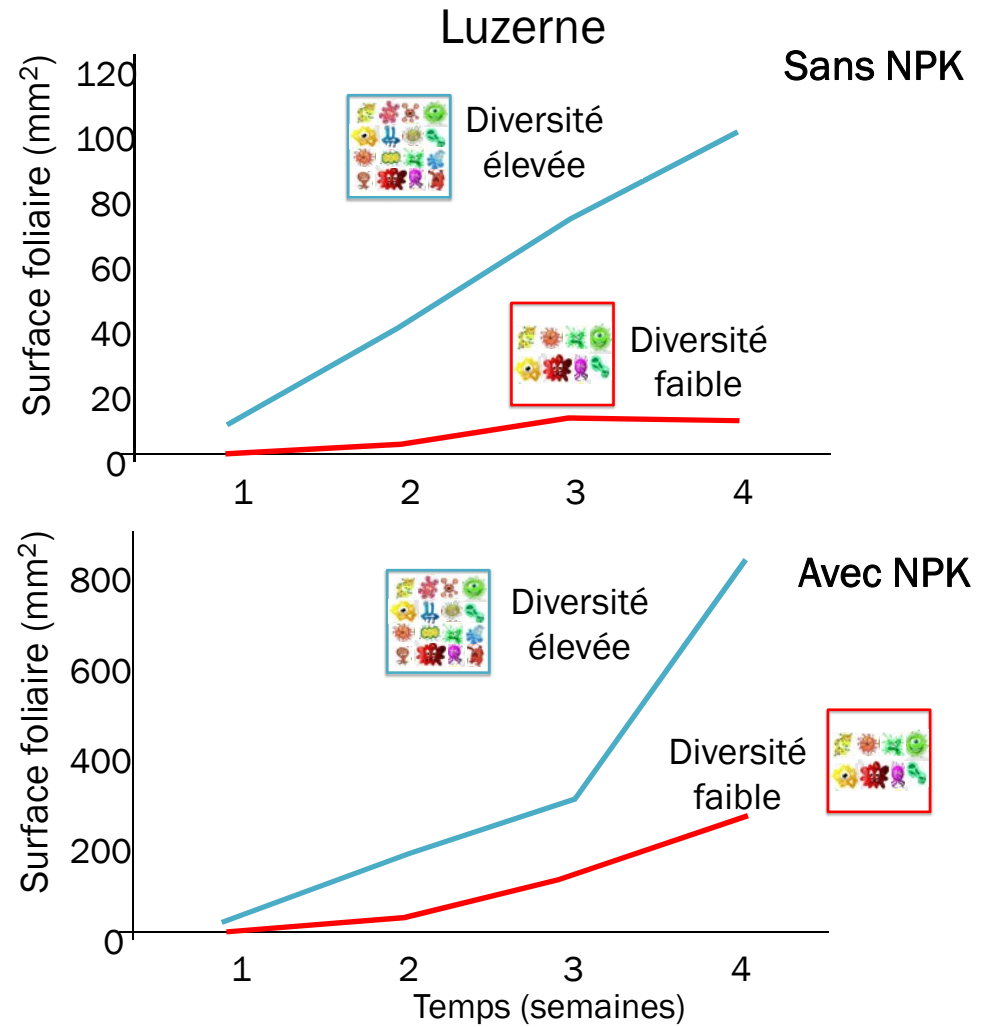 Luzerne
Sans NPK
Surface foliaire (mm²)
120
100
80
60
40
20
0
Diversité
élevée
Diversité
faible
1 2 3 4
Avec NPK
Surface foliaire (mm²)
800
600
400
200
0
Diversité
élevée
Diversité
faible
1 2 3 4
Temps (semaines)